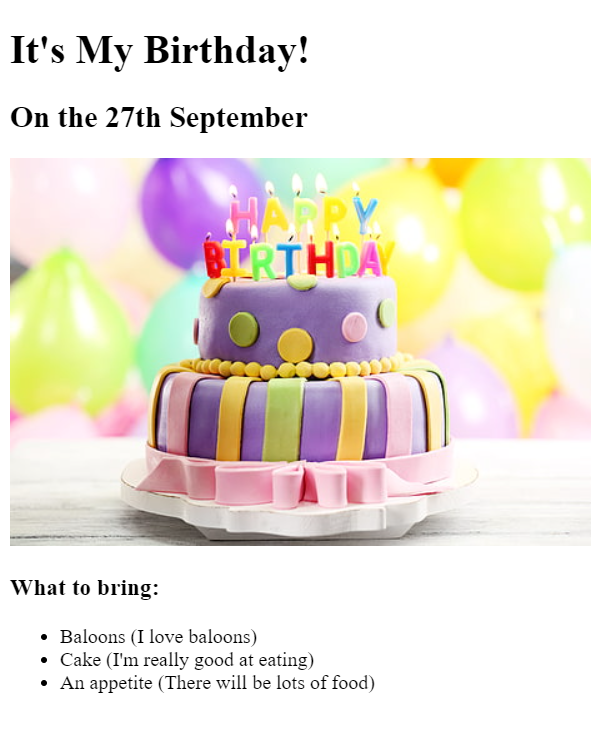 It's My Birthday!
On the 27th September
HAPPY
BIRTHDAY
What to bring:
Baloons (I love baloons)
Cake (I'm really good at eating)
An appetite (There will be lots of food)